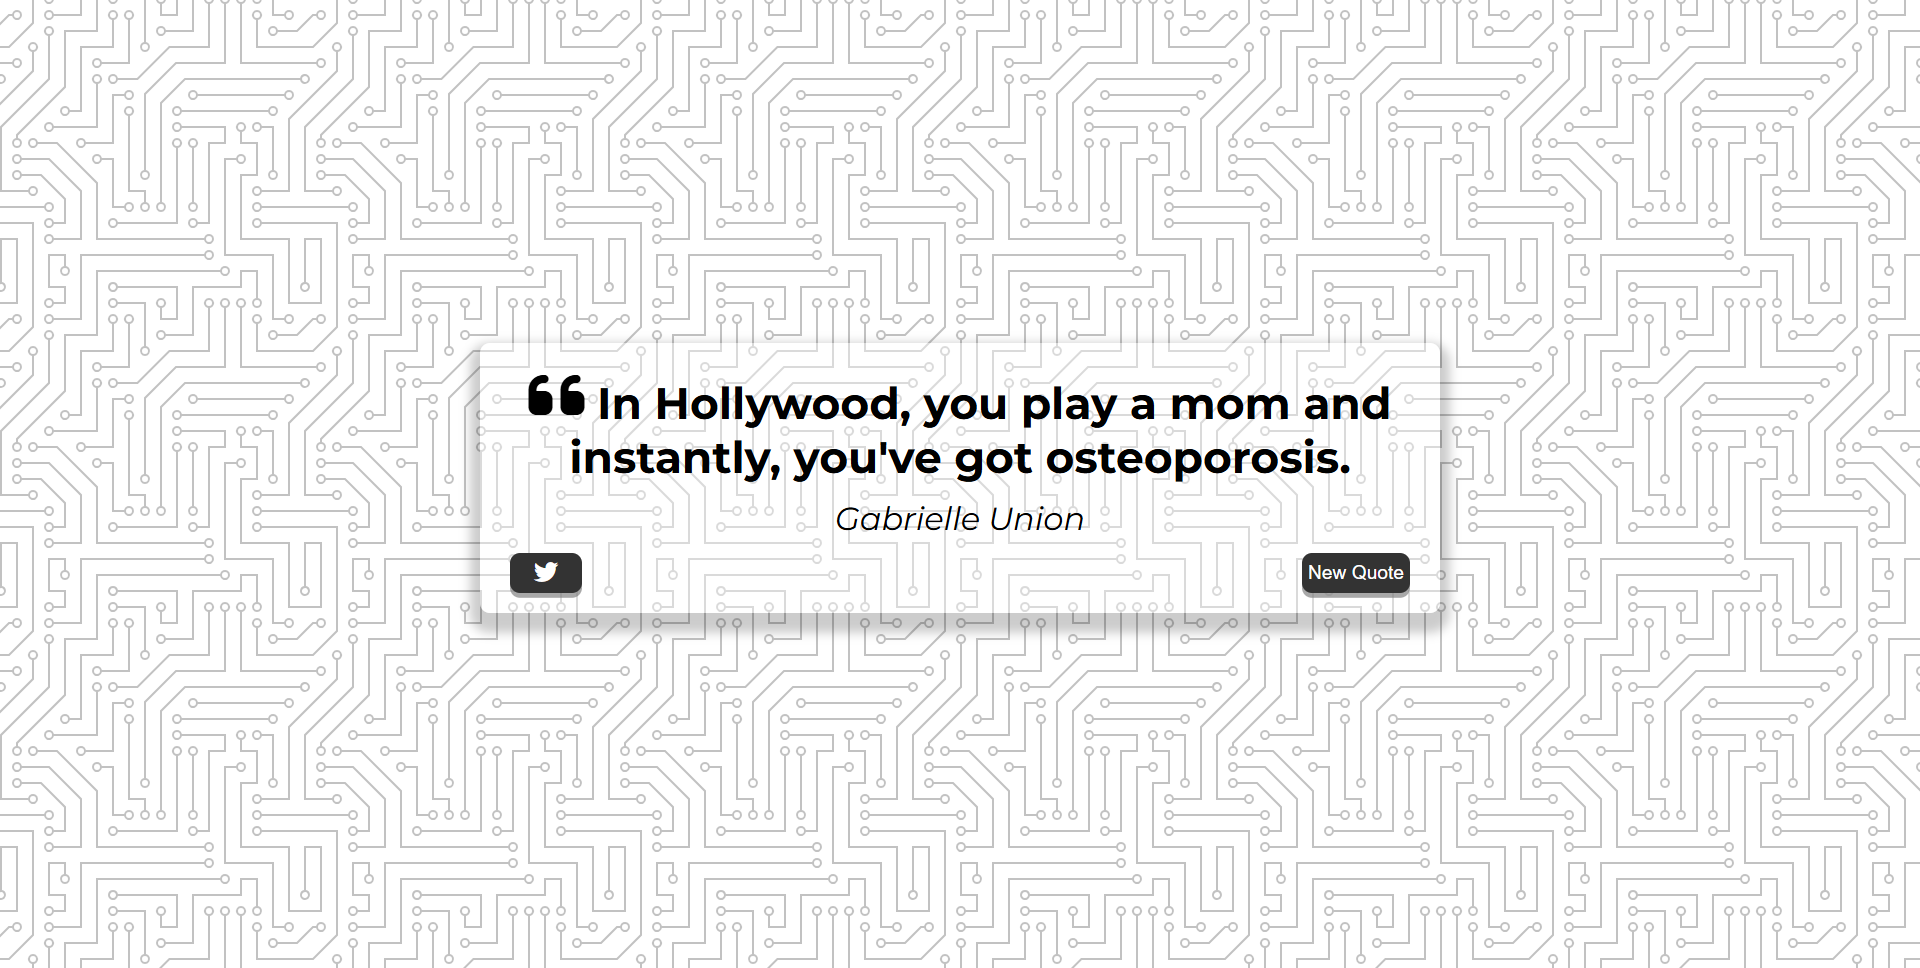 In Hollywood, you play a mom and
instantly, you've got osteoporosis.
Gabrielle Union
New Quote